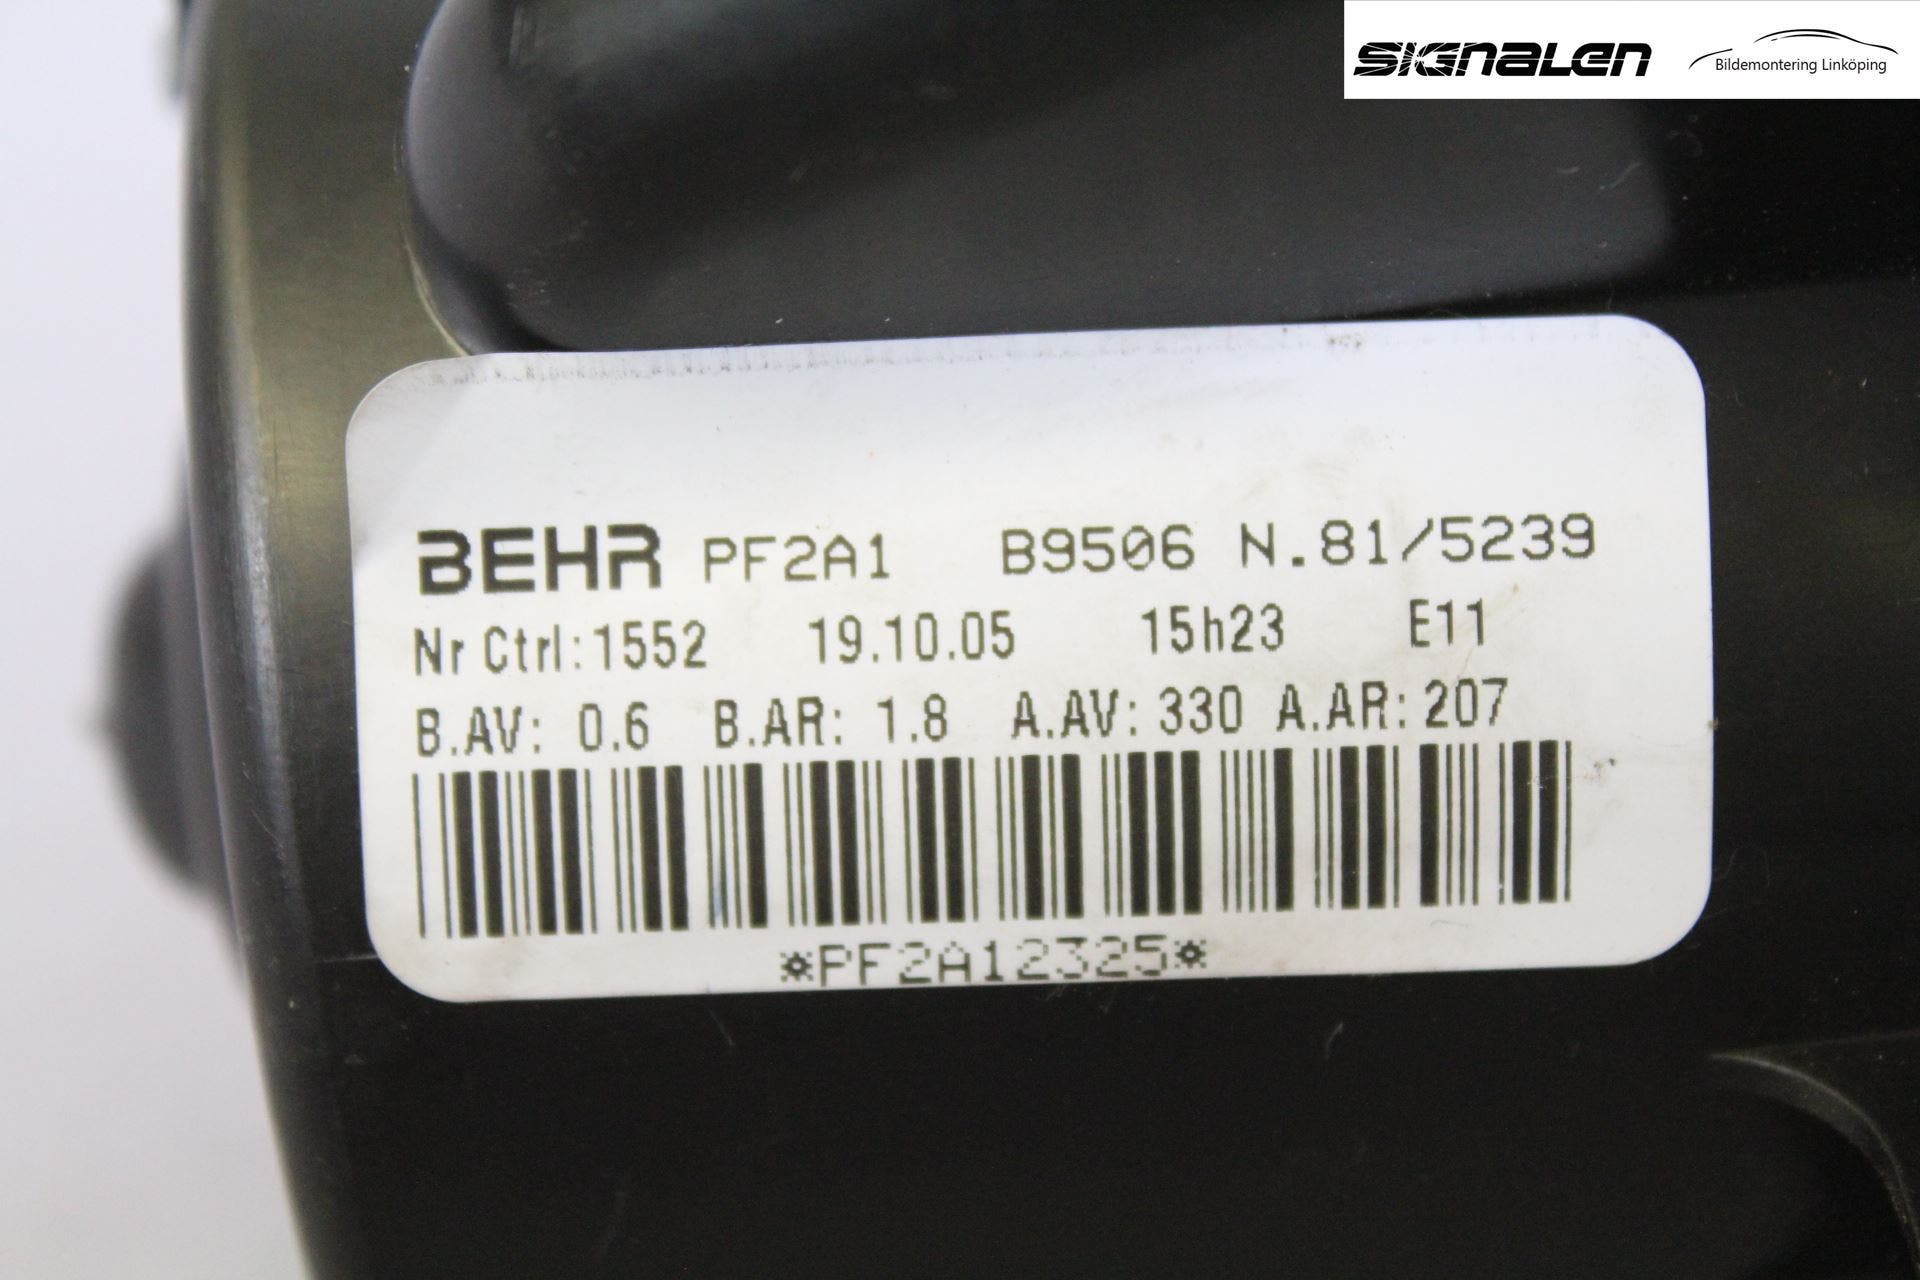 SIGNALEN Bildemontering Linköping
BEHR PF2A1 B9506 N.81/5239
Nr Ctrl:1552 19.10.05 15h23 E11
B.AV: 0.6 B.AR: 1.8 A.AV: 330 A.AR: 207
*PF2A12325*